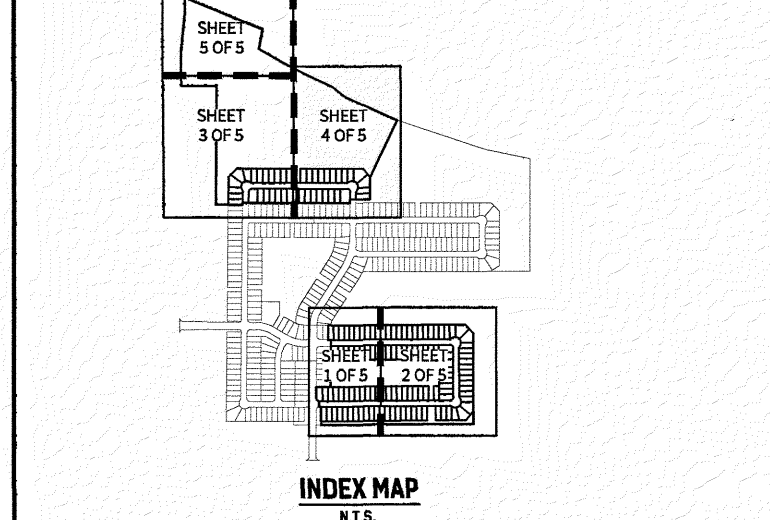 SHEET
5 OF 5
SHEET
3 OF 5
SHEET
4 OF 5
SHEET
1 OF 5
SHEET
2 OF 5
INDEX MAP
N.T.S.